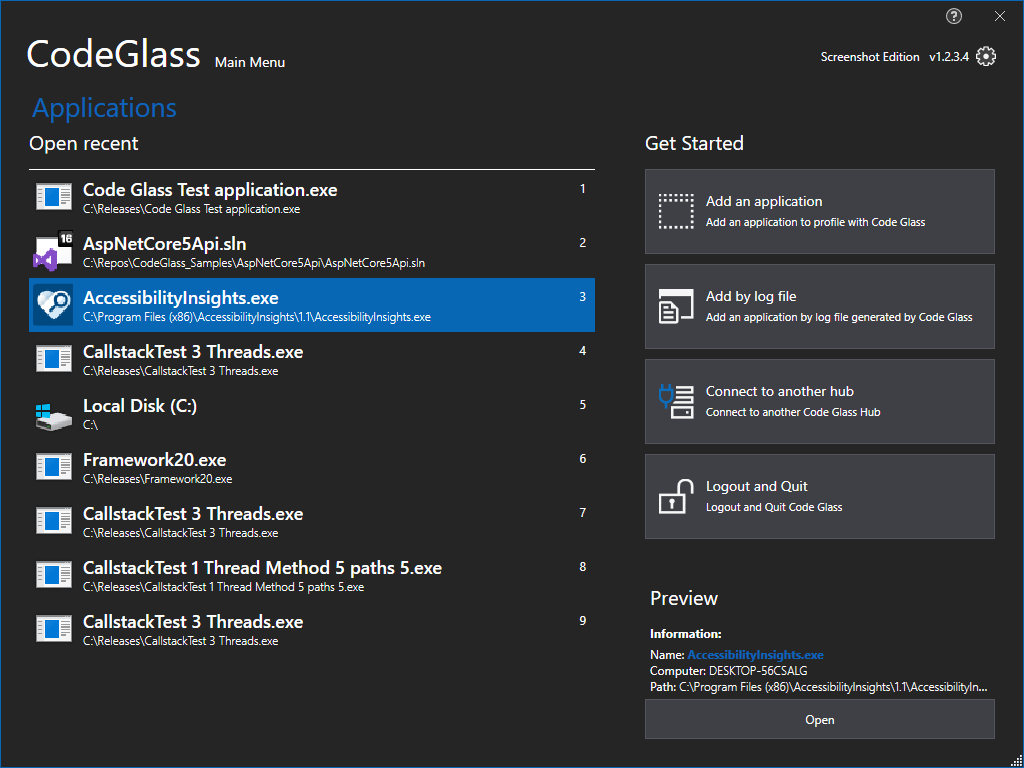 CodeGlass Main Menu
Screenshot Edition v1.2.3.4
Applications
Open recent
Code Glass Test application.exe 1
C:\Releases\Code Glass Test application.exe
16
AspNetCore5Api.sln 2
C:\Repos\CodeGlass_Samples\AspNetCore5Api\AspNetCore5Api.sln
AccessibilityInsights.exe 3
C:\Program Files (x86)\AccessibilityInsights\1.1\AccessibilityInsights.exe
CallstackTest 3 Threads.exe 4
C:\Releases\CallstackTest 3 Threads.exe
Local Disk (C:) 5
C:\
Framework20.exe 6
C:\Releases\Framework20.exe
CallstackTest 3 Threads.exe 7
C:\Releases\CallstackTest 3 Threads.exe
CallstackTest 1 Thread Method 5 paths 5.exe 8
C:\Releases\CallstackTest 1 Thread Method 5 paths 5.exe
CallstackTest 3 Threads.exe 9
C:\Releases\CallstackTest 3 Threads.exe
Get Started
Add an application
Add an application to profile with Code Glass
Add by log file
Add an application by log file generated by Code Glass
Connect to another hub
Connect to another Code Glass Hub
Logout and Quit
Logout and Quit Code Glass
Preview
Information:
Name: AccessibilityInsights.exe
Computer: DESKTOP-56CSALG
Path: C:\Program Files (x86)\AccessibilityInsights\1.1\AccessibilityIn...
Open